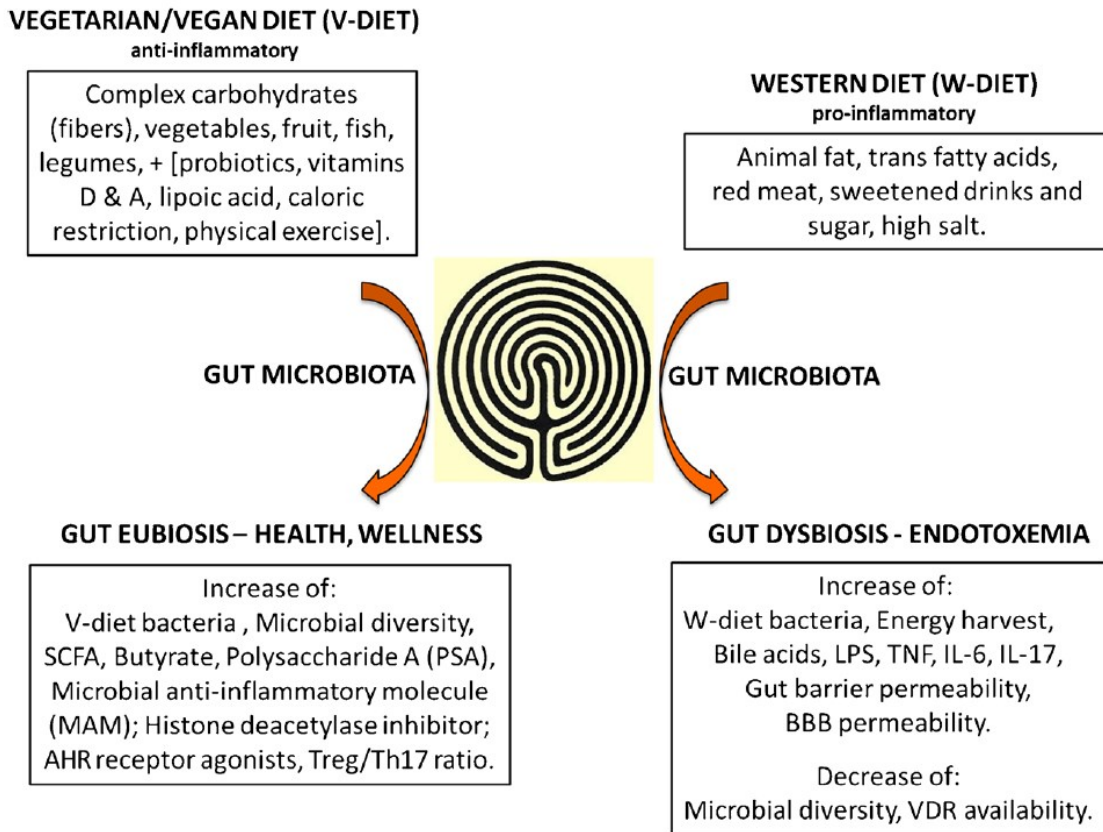 VEGETARIAN/VEGAN DIET (V-DIET)
anti-inflammatory
Complex carbohydrates
(fibers), vegetables, fruit, fish,
legumes, + [probiotics, vitamins
D & A, lipoic acid, caloric
restriction, physical exercise].
WESTERN DIET (W-DIET)
pro-inflammatory
Animal fat, trans fatty acids,
red meat, sweetened drinks and
sugar, high salt.
GUT MICROBIOTA
GUT MICROBIOTA
GUT EUBIOSIS – HEALTH, WELLNESS
Increase of:
V-diet bacteria , Microbial diversity,
SCFA, Butyrate, Polysaccharide A (PSA),
Microbial anti-inflammatory molecule
(MAM); Histone deacetylase inhibitor;
AHR receptor agonists, Treg/Th17 ratio.
GUT DYSBIOSIS - ENDOTOXEMIA
Increase of:
W-diet bacteria, Energy harvest,
Bile acids, LPS, TNF, IL-6, IL-17,
Gut barrier permeability,
BBB permeability.
Decrease of:
Microbial diversity, VDR availability.